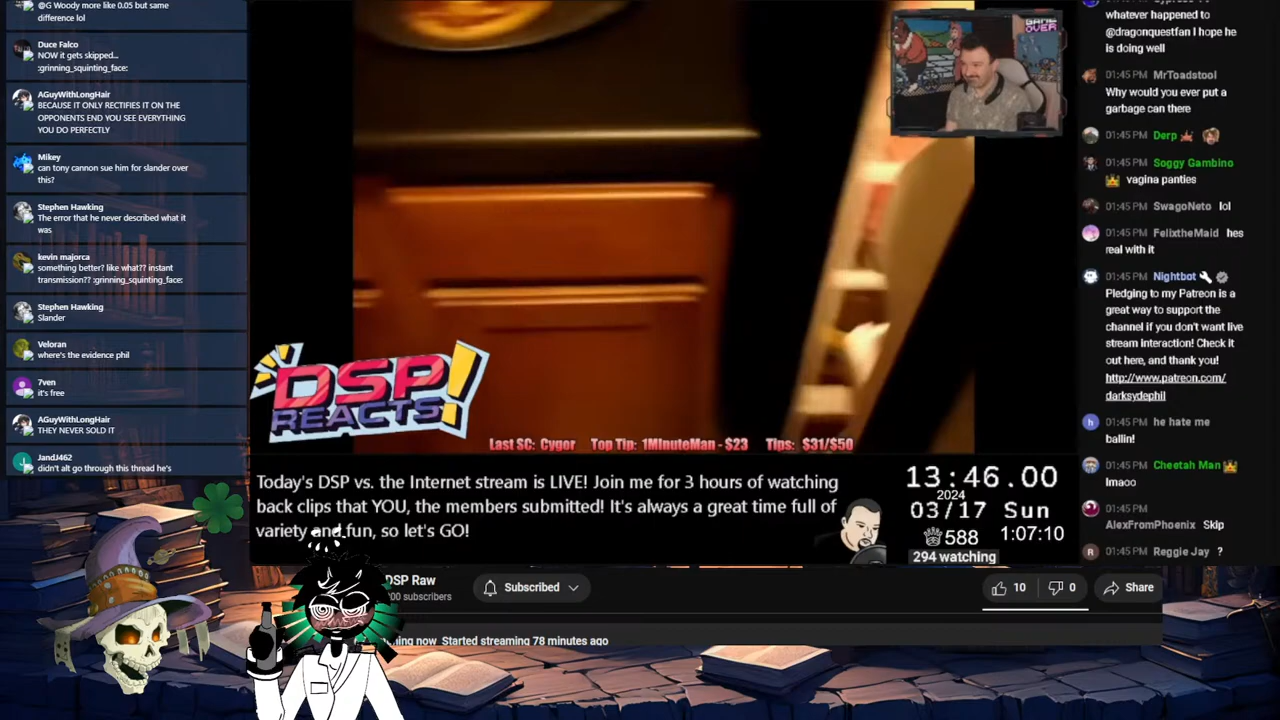 @G Woody more like 0.05 but same
difference lol
Duce Falco
NOW it gets skipped...
:grinning_squinting_face:
AGuyWithLongHair
BECAUSE IT ONLY RECTIFIES IT ON THE
OPPONENTS END YOU SEE EVERYTHING
YOU DO PERFECTLY
Mikey
can tony cannon sue him for slander over
this?
Stephen Hawking
The error that he never described what it
was
kevin majorca
something better? like what?? instant
transmission?? :grinning_squinting_face:
Stephen Hawking
Slander
Veloran
where's the evidence phil
7ven
it's free
AGuyWithLongHair
THEY NEVER SOLD IT
JandJ462
didn't alt go through this thread he's
GAME
OVER
DSP
REACTS!
Last SC: Cygor Top Tip: 1MinuteMan - $23 Tips: $31/$50
Today's DSP vs. the Internet stream is LIVE! Join me for 3 hours of watching
back clips that YOU, the members submitted! It's always a great time full of
variety and fun, so let's GO!
13:46.00
2024
03/17 Sun
588 1:07:10
294 watching
DSP Raw
00 subscribers
Subscribed
10
0
Share
now Started streaming 78 minutes ago
whatever happened to
@dragonquestfan I hope he
is doing well
01:45 PM MrToadstool
Why would you ever put a
garbage can there
01:45 PM Derp
01:45 PM Soggy Gambino
vagina panties
01:45 PM SwagoNeto lol
01:45 PM FelixtheMaid hes
real with it
01:45 PM Nightbot
Pledging to my Patreon is a
great way to support the
channel if you don't want live
stream interaction! Check it
out here, and thank you!
http://www.patreon.com/
darksydephil
01:45 PM he hate me
ballin!
01:45 PM Cheetah Man
lmaoo
01:45 PM
AlexFromPhoenix Skip
01:45 PM Reggie Jay ?